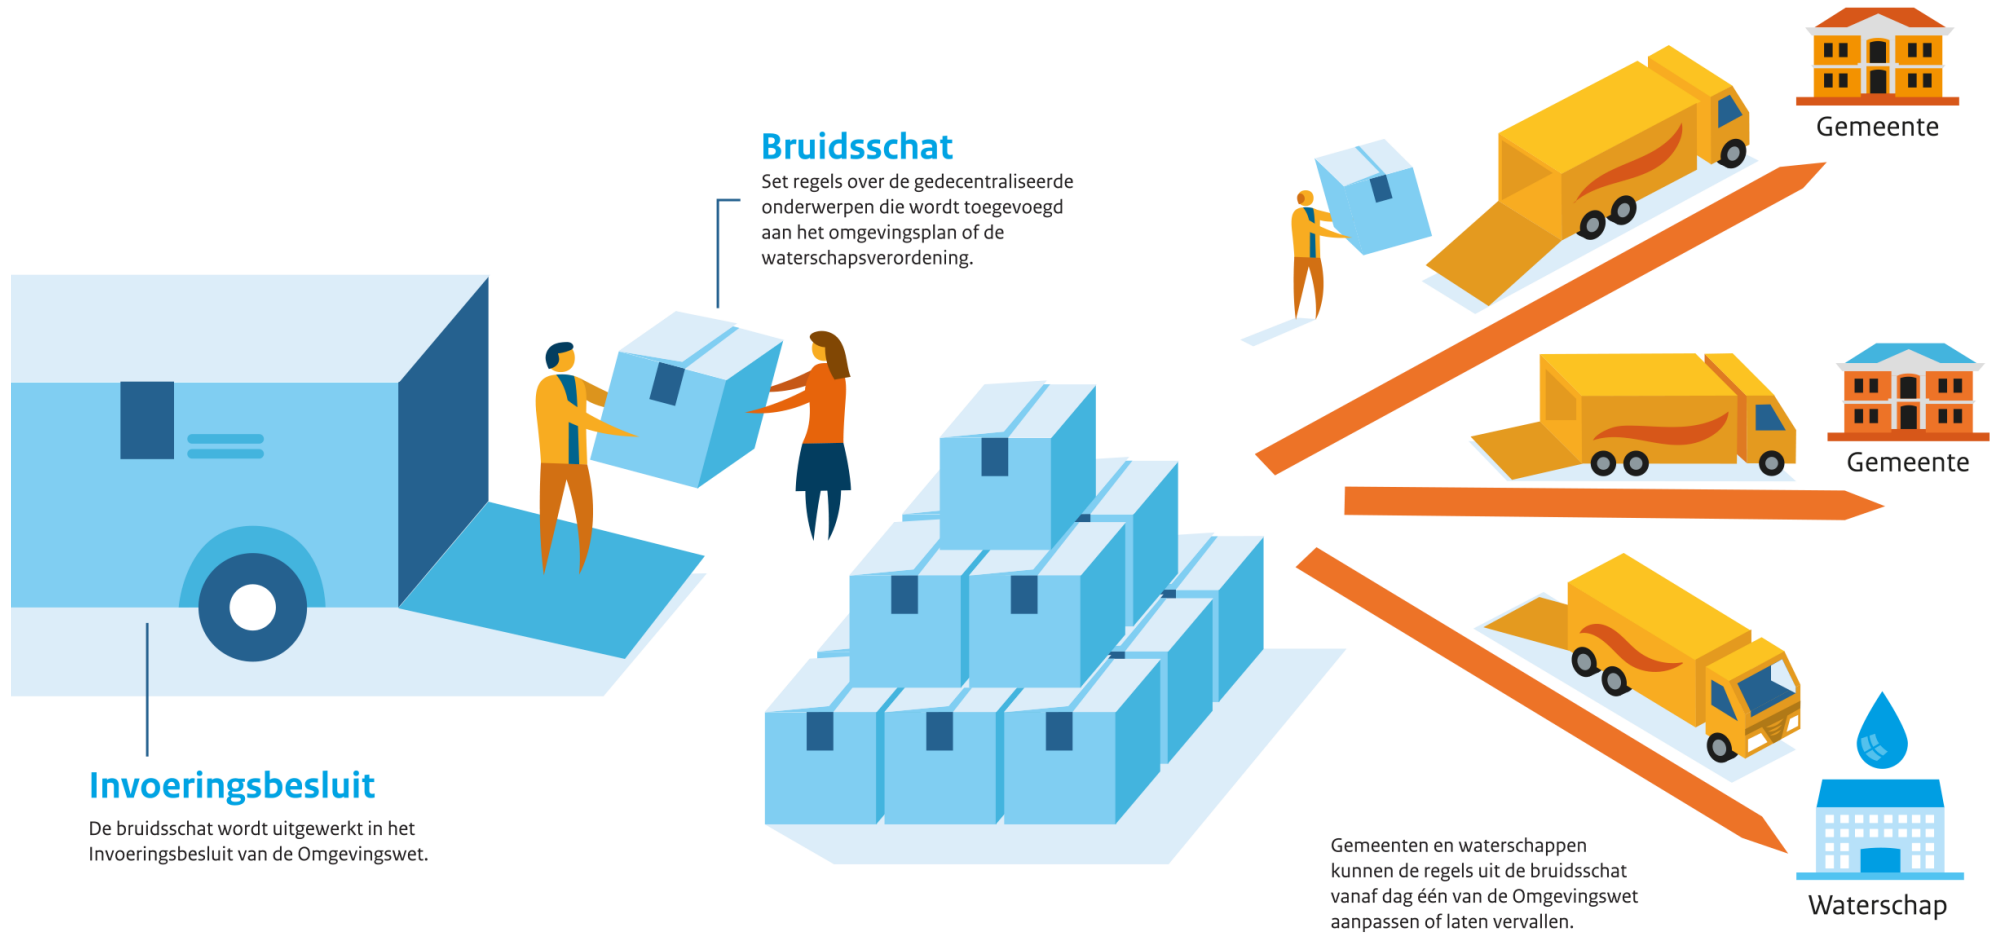 Bruidsschat
Set regels over de gedecentraliseerde
onderwerpen die wordt toegevoegd
aan het omgevingsplan of de
waterschapsverordening.
Invoeringsbesluit
De bruidsschat wordt uitgewerkt in het
Invoeringsbesluit van de Omgevingswet.
Gemeente
Gemeente
Gemeenten en waterschappen
kunnen de regels uit de bruidsschat
vanaf dag één van de Omgevingswet
aanpassen of laten vervallen.
Waterschap